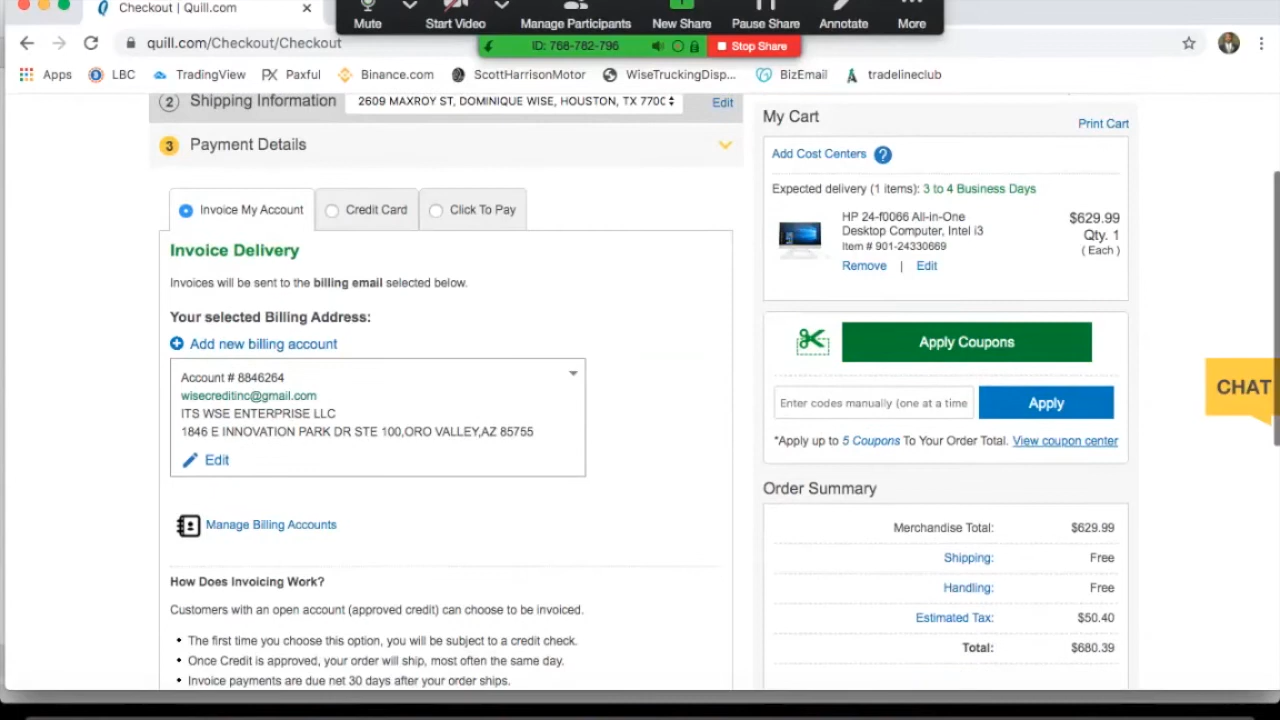 Checkout | Quill.com
Mute
Start Video
Manage Participants
New Share
Pause Share
Annotate
More
quill.com/Checkout/Checkout
ID: 768-782-796
Stop Share
Apps
LBC
TradingView
Paxful
Binance.com
ScottHarrisonMotor
WiseTruckingDisp...
BizEmail
tradelineclub
2 Shipping Information
2609 MAXROY ST, DOMINIQUE WISE, HOUSTON, TX 770
Edit
3 Payment Details
Invoice My Account
Credit Card
Click To Pay
Invoice Delivery
Invoices will be sent to the billing email selected below.
Your selected Billing Address:
Add new billing account
Account # 8846264
wisecreditinc@gmail.com
ITS WSE ENTERPRISE LLC
1846 E INNOVATION PARK DR STE 100,ORO VALLEY,AZ 85755
Edit
Manage Billing Accounts
How Does Invoicing Work?
Customers with an open account (approved credit) can choose to be invoiced.
• The first time you choose this option, you will be subject to a credit check.
• Once Credit is approved, your order will ship, most often the same day.
• Invoice payments are due net 30 days after your order ships.
My Cart
Print Cart
Add Cost Centers ?
Expected delivery (1 items): 3 to 4 Business Days
HP 24-f0066 All-in-One
Desktop Computer, Intel i3
Item # 901-24330669
Remove | Edit
$629.99
Qty. 1
( Each )
Apply Coupons
Enter codes manually (one at a time
Apply
*Apply up to 5 Coupons To Your Order Total. View coupon center
CHAT
Order Summary
Merchandise Total: $629.99
Shipping: Free
Handling: Free
Estimated Tax: $50.40
Total: $680.39